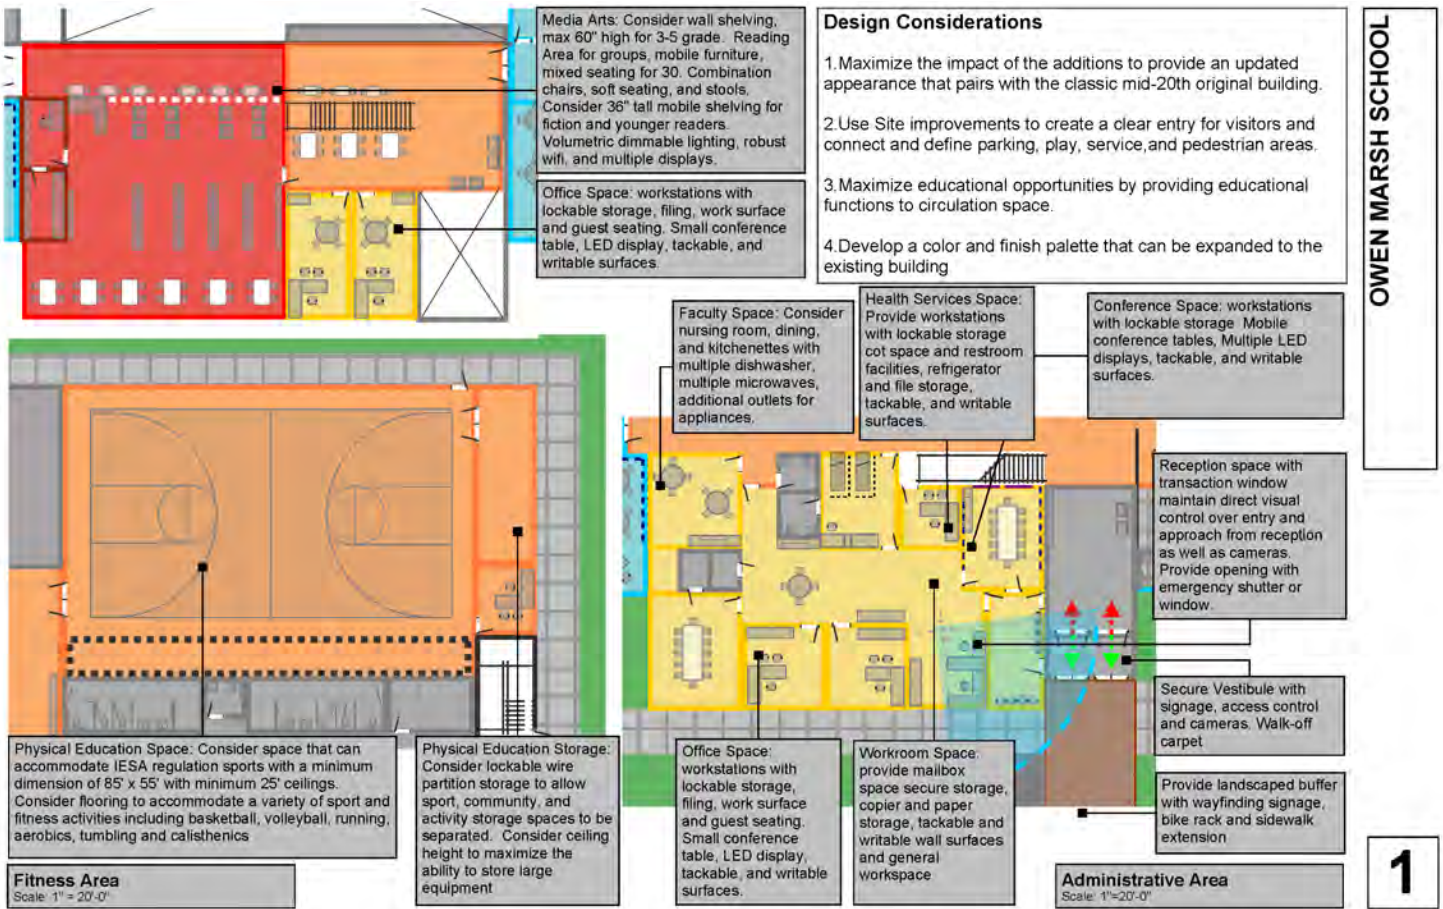 Media Arts: Consider wall shelving,
max 60" high for 3-5 grade. Reading
Area for groups, mobile furniture,
mixed seating for 30. Combination
chairs, soft seating, and stools.
Consider 36" tall mobile shelving for
fiction and younger readers.
Volumetric dimmable lighting, robust
wifi, and multiple displays.
Office Space: workstations with
lockable storage, filing, work surface
and guest seating. Small conference
table, LED display, tackable, and
writable surfaces.
Design Considerations
1.Maximize the impact of the additions to provide an updated
appearance that pairs with the classic mid-20th original building.
2.Use Site improvements to create a clear entry for visitors and
connect and define parking, play, service,and pedestrian areas.
3.Maximize educational opportunities by providing educational
functions to circulation space.
4.Develop a color and finish palette that can be expanded to the
existing building
OWEN MARSH SCHOOL
Faculty Space: Consider
nursing room, dining,
and kitchenettes with
multiple dishwasher,
multiple microwaves,
additional outlets for
appliances.
Health Services Space:
Provide workstations
with lockable storage
cot space and restroom
facilities, refrigerator
and file storage,
tackable, and writable
surfaces.
Conference Space: workstations
with lockable storage Mobile
conference tables, Multiple LED
displays, tackable, and writable
surfaces.
Reception space with
transaction window
maintain direct visual
control over entry and
approach from reception
as well as cameras.
Provide opening with
emergency shutter or
window.
Secure Vestibule with
signage, access control
and cameras. Walk-off
carpet
Provide landscaped buffer
with wayfinding signage,
bike rack and sidewalk
extension
Physical Education Space: Consider space that can
accommodate IESA regulation sports with a minimum
dimension of 85' x 55' with minimum 25' ceilings.
Consider flooring to accommodate a variety of sport and
fitness activities including basketball, volleyball, running,
aerobics, tumbling and calisthenics
Physical Education Storage:
Consider lockable wire
partition storage to allow
sport, community, and
activity storage spaces to be
separated. Consider ceiling
height to maximize the
ability to store large
equipment
Office Space:
workstations with
lockable storage,
filing, work surface
and guest seating.
Small conference
table, LED display,
tackable, and writable
surfaces.
Workroom Space:
provide mailbox
space secure storage,
copier and paper
storage, tackable and
writable wall surfaces
and general
workspace
Fitness Area
Scale: 1" = 20'-0"
Administrative Area
Scale: 1"=20'-0"
1